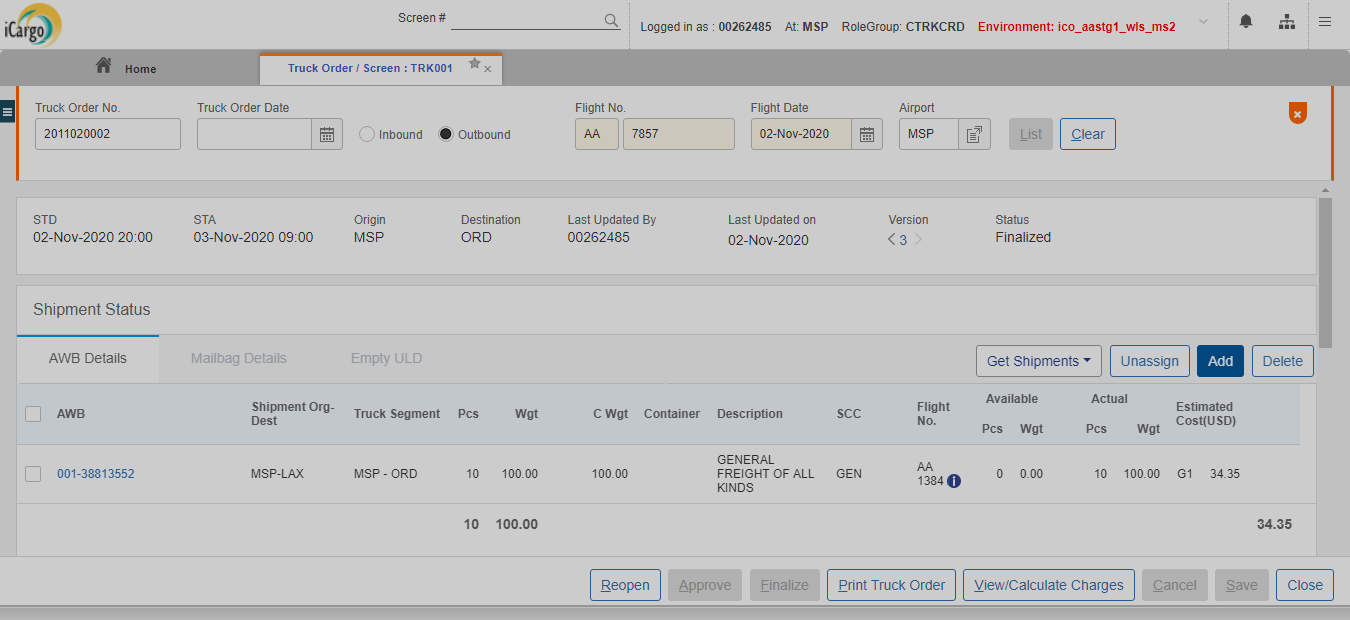 iCargo
Screen #
Logged in as : 00262485 At: MSP RoleGroup: CTRKCRD Environment: ico_aastg1_wls_ms2
Home
Truck Order / Screen : TRK001
Truck Order No. Truck Order Date Flight No. Flight Date Airport
2011020002 Inbound Outbound AA 7857 02-Nov-2020 MSP List Clear
STD STA Origin Destination Last Updated By Last Updated on Version Status
02-Nov-2020 20:00 03-Nov-2020 09:00 MSP ORD 00262485 02-Nov-2020 3 Finalized
Shipment Status
AWB Details Mailbag Details Empty ULD Get Shipments Unassign Add Delete
AWB Shipment Org-Dest Truck Segment Pcs Wgt C Wgt Container Description SCC Flight No. Available Pcs Wgt Actual Pcs Wgt Estimated Cost(USD)
001-38813552 MSP-LAX MSP - ORD 10 100.00 100.00 GENERAL FREIGHT OF ALL KINDS GEN AA 1384 i 0 0.00 10 100.00 G1 34.35
10 100.00 34.35
Reopen Approve Finalize Print Truck Order View/Calculate Charges Cancel Save Close